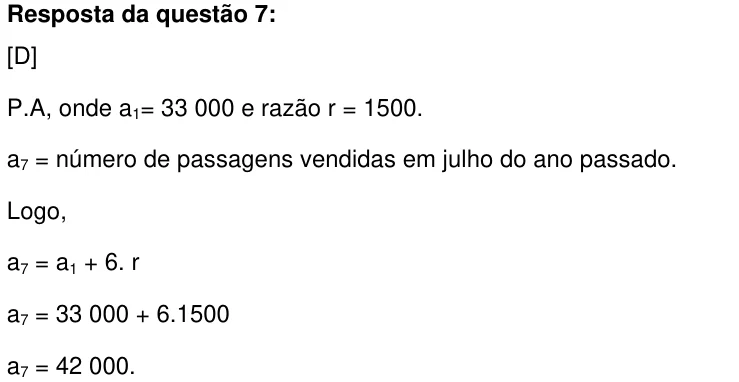 Resposta da questão 7:
[D]
P.A, onde a₁= 33 000 e razão r = 1500.
a₇ = número de passagens vendidas em julho do ano passado.
Logo,
a₇ = a₁ + 6. r
a₇ = 33 000 + 6.1500
a₇ = 42 000.